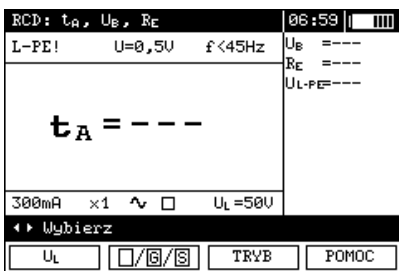 RCD: tA, UB, RE 06:59
L-PE! U=0,5V f<45Hz
UB =---
RE =---
UL-PE=---
tA=---
300mA x1 ∿ □ UL=50V
◂▸ Wybierz
UL □/G/S TRYB POMOC